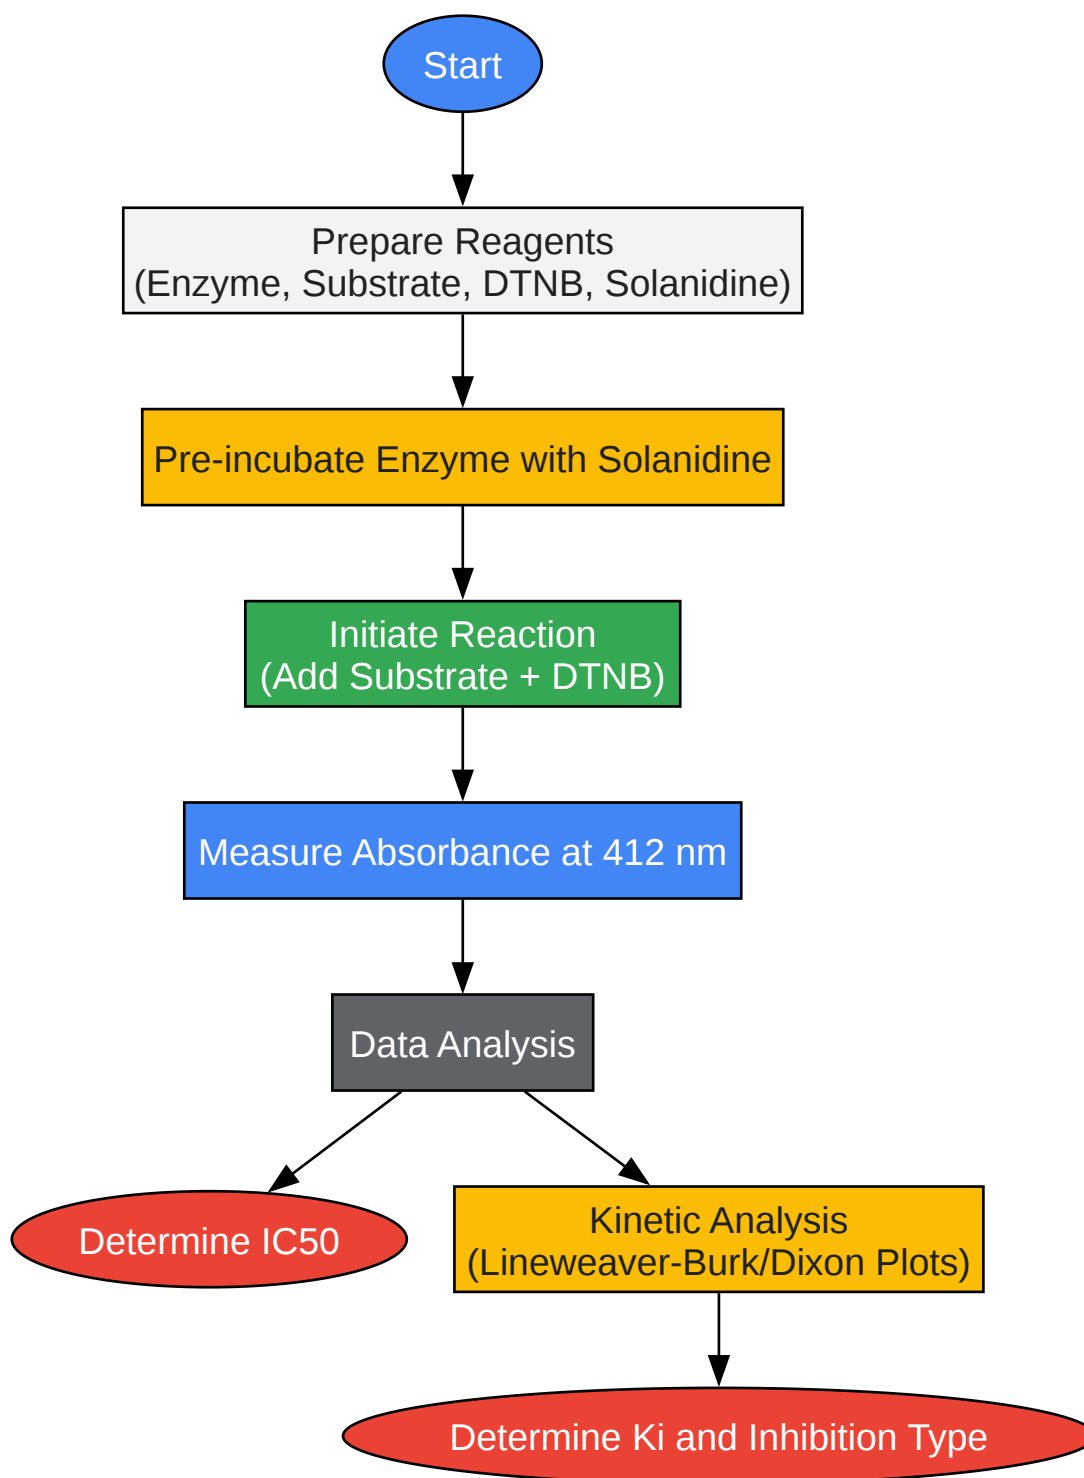 Start
Prepare Reagents
(Enzyme, Substrate, DTNB, Solanidine)
Pre-incubate Enzyme with Solanidine
Initiate Reaction
(Add Substrate + DTNB)
Measure Absorbance at 412 nm
Data Analysis
Determine IC50
Kinetic Analysis
(Lineweaver-Burk/Dixon Plots)
Determine Ki and Inhibition Type